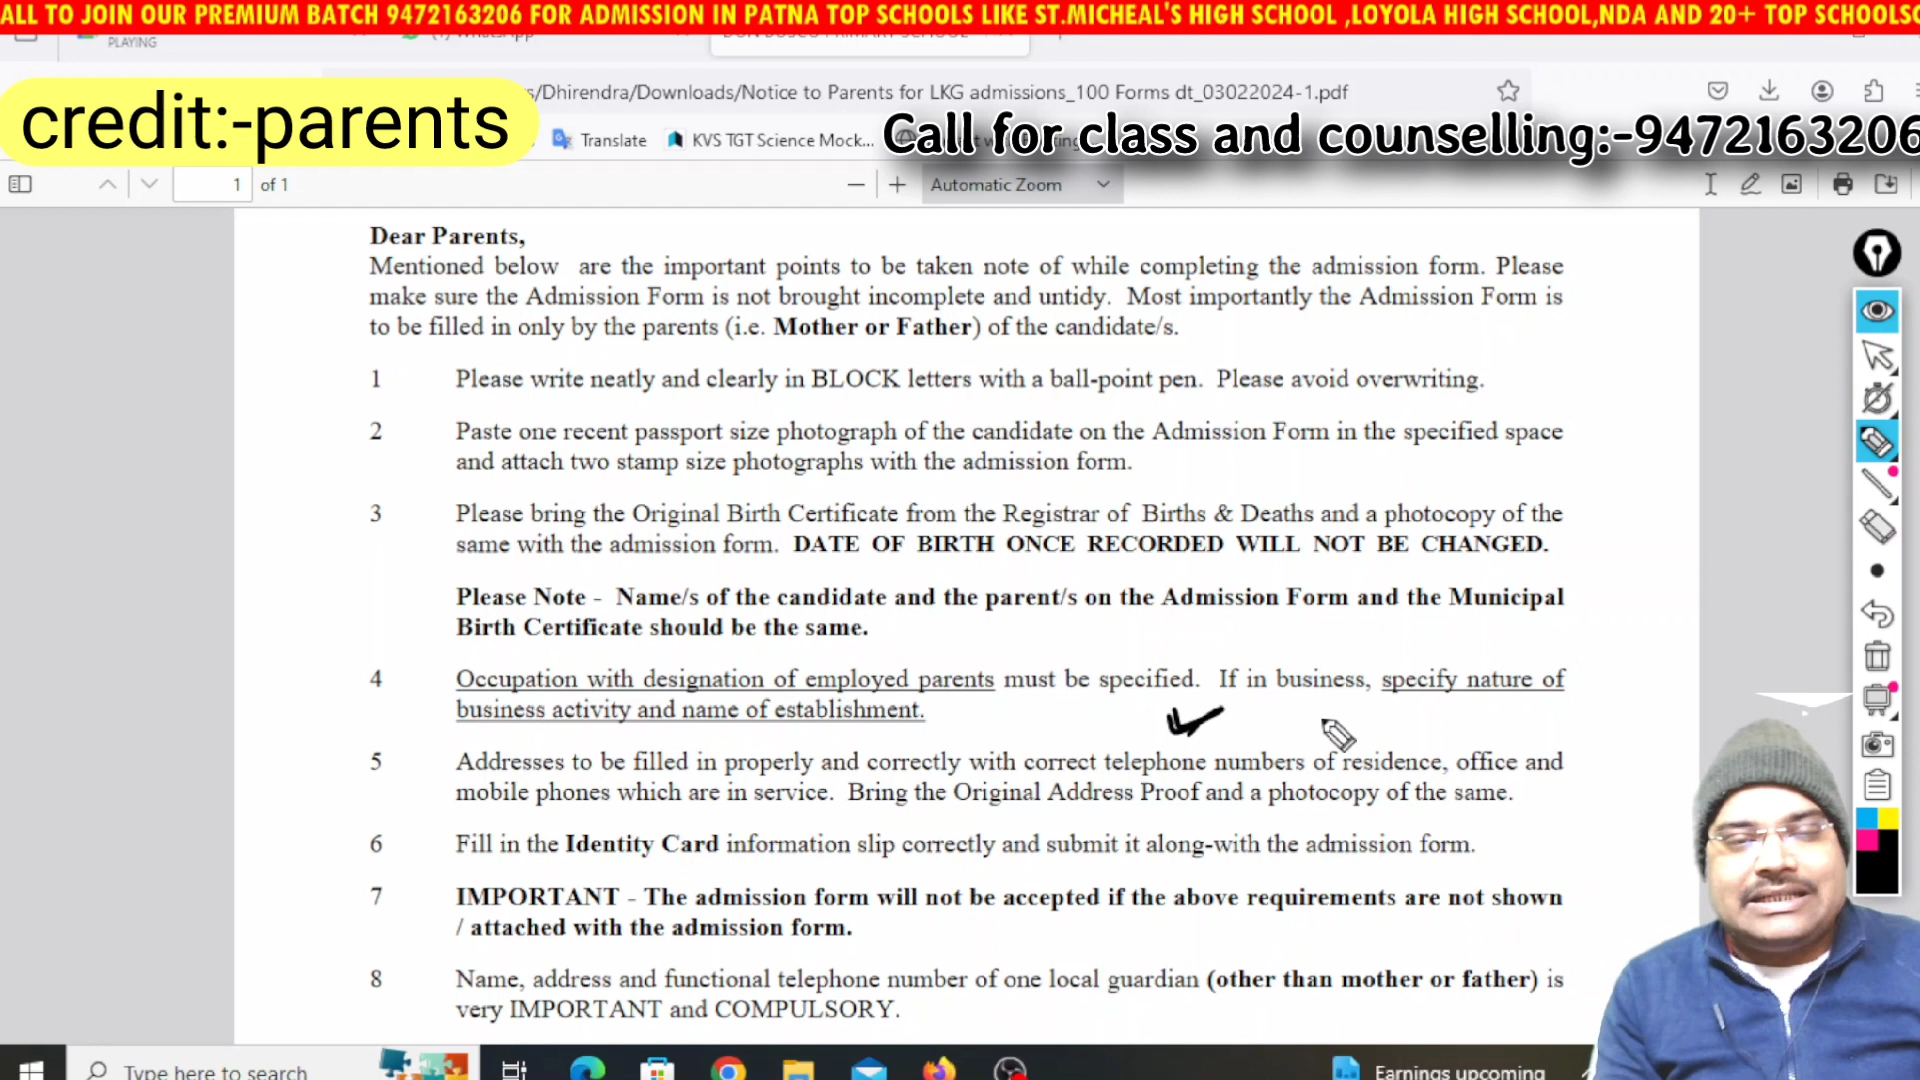 ALL TO JOIN OUR PREMIUM BATCH 9472163206 FOR ADMISSION IN PATNA TOP SCHOOLS LIKE ST.MICHEAL'S HIGH SCHOOL ,LOYOLA HIGH SCHOOL,NDA AND 20+ TOP SCHOOLSC
PLAYING
DON BOSCO PRIMARY SCHOOL
s/Dhirendra/Downloads/Notice to Parents for LKG admissions_100 Forms dt_03022024-1.pdf
credit:-parents
Translate
KVS TGT Science Mock...
Call for class and counselling:-9472163206
1 of 1
Automatic Zoom
Dear Parents,
Mentioned below are the important points to be taken note of while completing the admission form. Please
make sure the Admission Form is not brought incomplete and untidy. Most importantly the Admission Form is
to be filled in only by the parents (i.e. Mother or Father) of the candidate/s.
1 Please write neatly and clearly in BLOCK letters with a ball-point pen. Please avoid overwriting.
2 Paste one recent passport size photograph of the candidate on the Admission Form in the specified space
and attach two stamp size photographs with the admission form.
3 Please bring the Original Birth Certificate from the Registrar of Births & Deaths and a photocopy of the
same with the admission form. DATE OF BIRTH ONCE RECORDED WILL NOT BE CHANGED.
Please Note - Name/s of the candidate and the parent/s on the Admission Form and the Municipal
Birth Certificate should be the same.
4 Occupation with designation of employed parents must be specified. If in business, specify nature of
business activity and name of establishment.
5 Addresses to be filled in properly and correctly with correct telephone numbers of residence, office and
mobile phones which are in service. Bring the Original Address Proof and a photocopy of the same.
6 Fill in the Identity Card information slip correctly and submit it along-with the admission form.
7 IMPORTANT - The admission form will not be accepted if the above requirements are not shown
/ attached with the admission form.
8 Name, address and functional telephone number of one local guardian (other than mother or father) is
very IMPORTANT and COMPULSORY.
Type here to search
Earnings upcoming